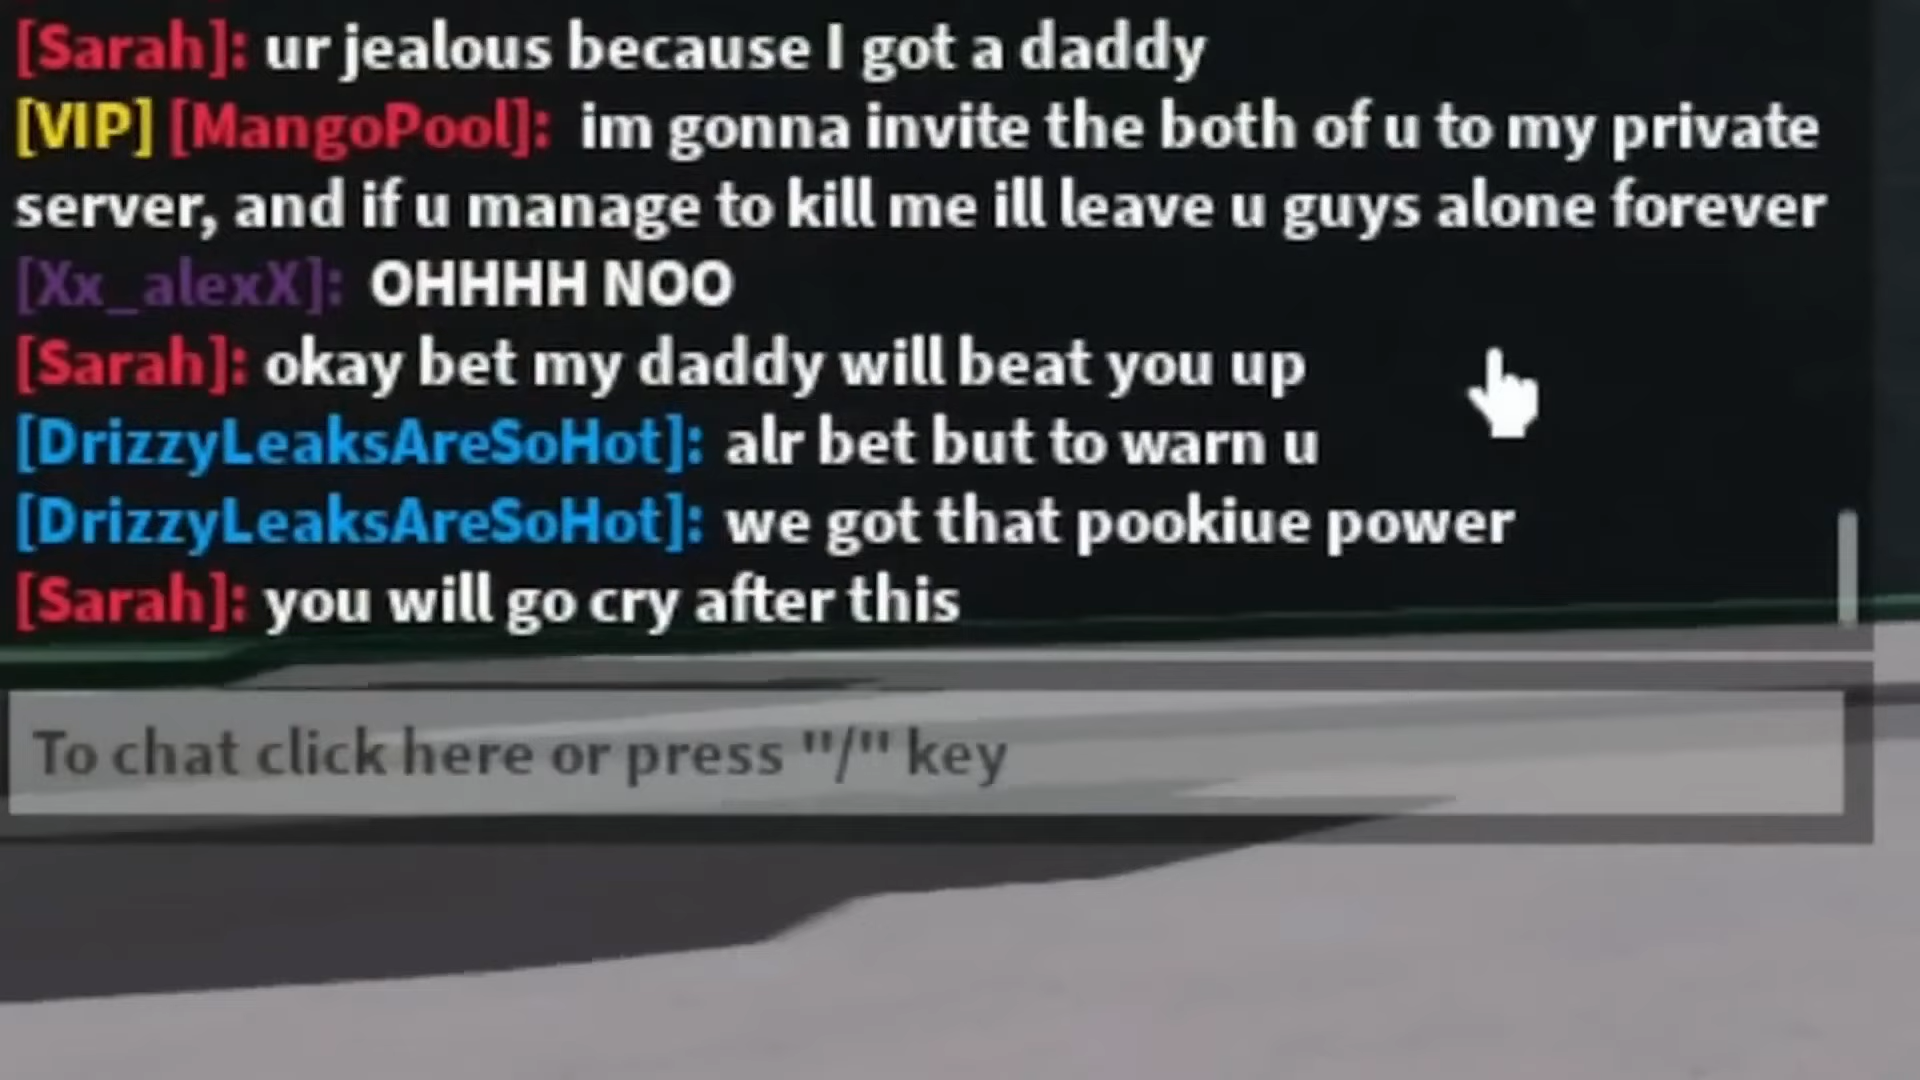 [Sarah]: ur jealous because I got a daddy
[VIP] [MangoPool]: im gonna invite the both of u to my private
server, and if u manage to kill me ill leave u guys alone forever
[Xx_alexX]: OHHHH NOO
[Sarah]: okay bet my daddy will beat you up
[DrizzyLeaksAreSoHot]: alr bet but to warn u
[DrizzyLeaksAreSoHot]: we got that pookiue power
[Sarah]: you will go cry after this
To chat click here or press "/" key